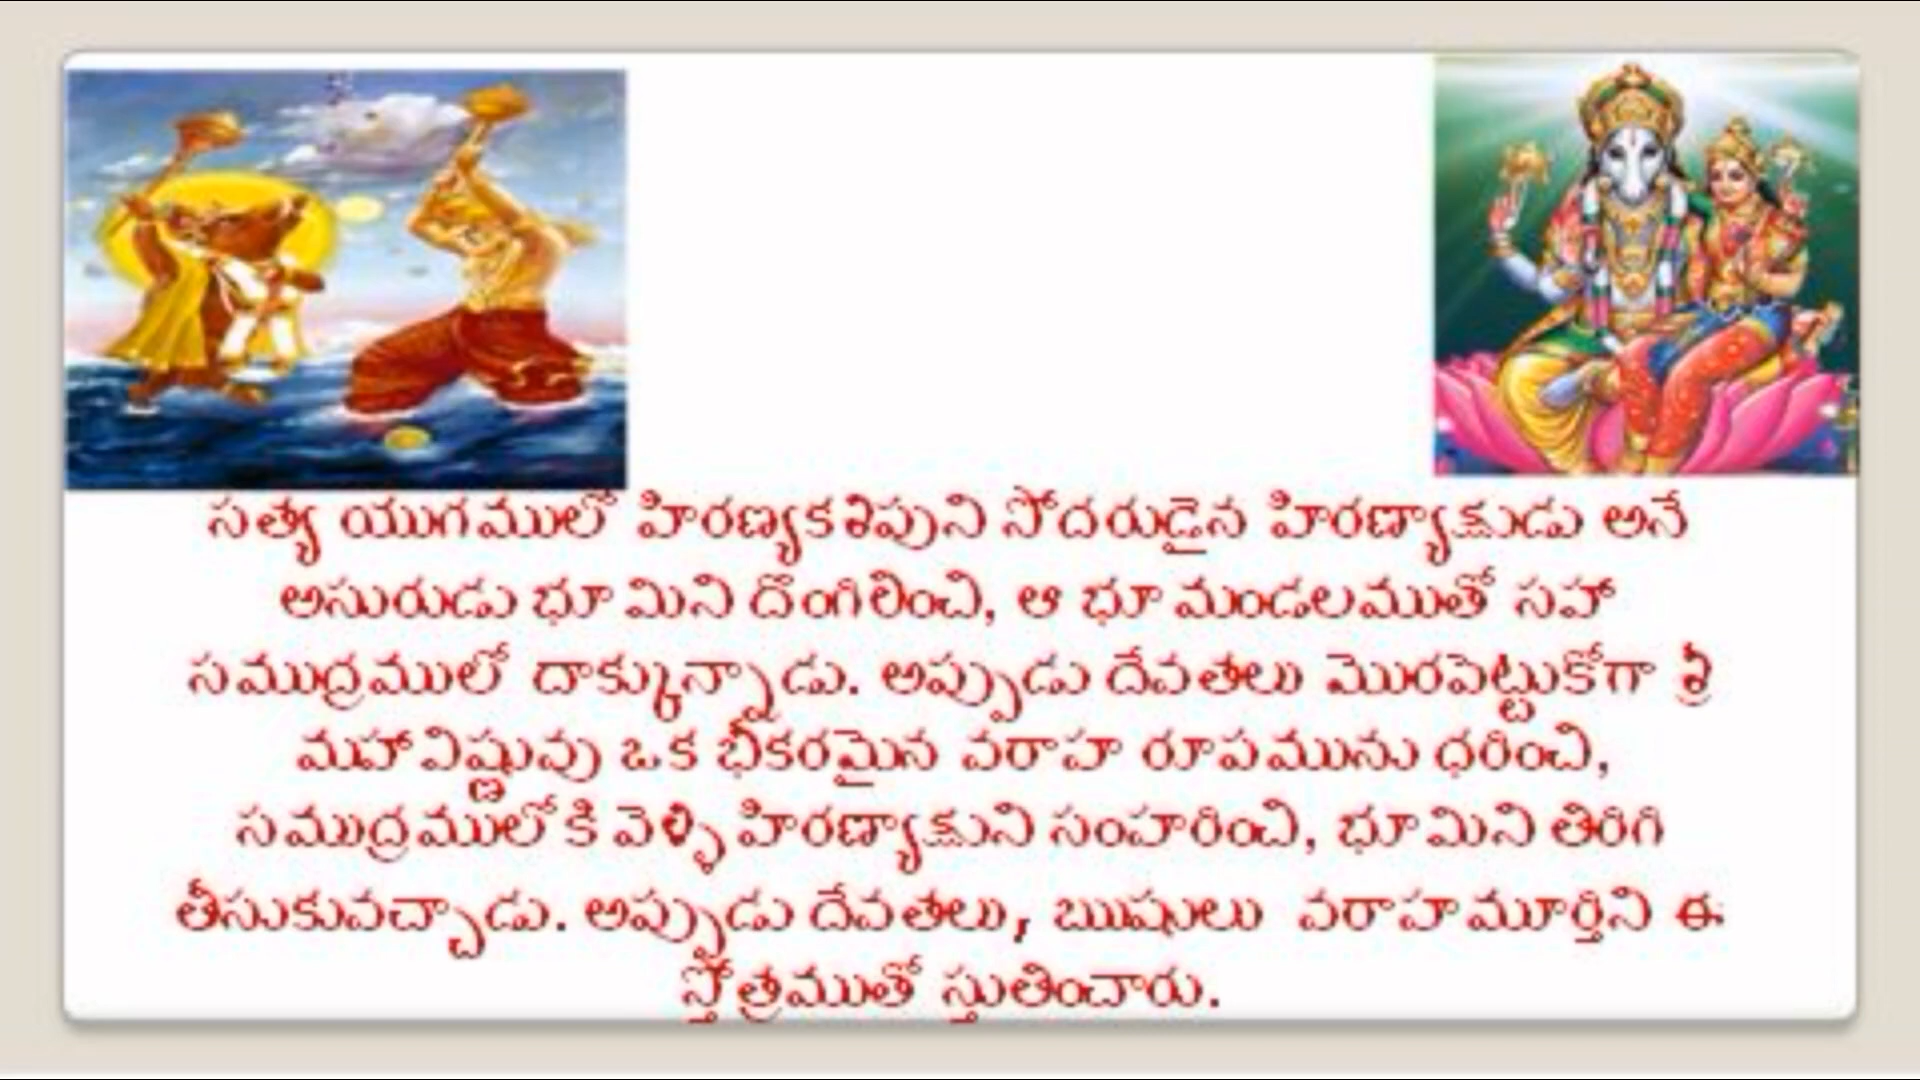 సత్య యుగములో హిరణ్యకశిపుని సోదరుడైన హిరణ్యాక్షుడు అనే
అసురుడు భూమిని దొంగిలించి, ఆ భూమండలముతో సహా
సముద్రములో దాక్కున్నాడు. అప్పుడు దేవతలు మొరపెట్టుకోగా శ్రీ
మహావిష్ణువు ఒక భీకరమైన వరాహ రూపమును ధరించి,
సముద్రములోకి వెళ్ళి హిరణ్యాక్షుని సంహరించి, భూమిని తిరిగి
తీసుకువచ్చాడు. అప్పుడు దేవతలు, ఋషులు వరాహమూర్తిని ఈ
స్తోత్రముతో స్తుతించారు.